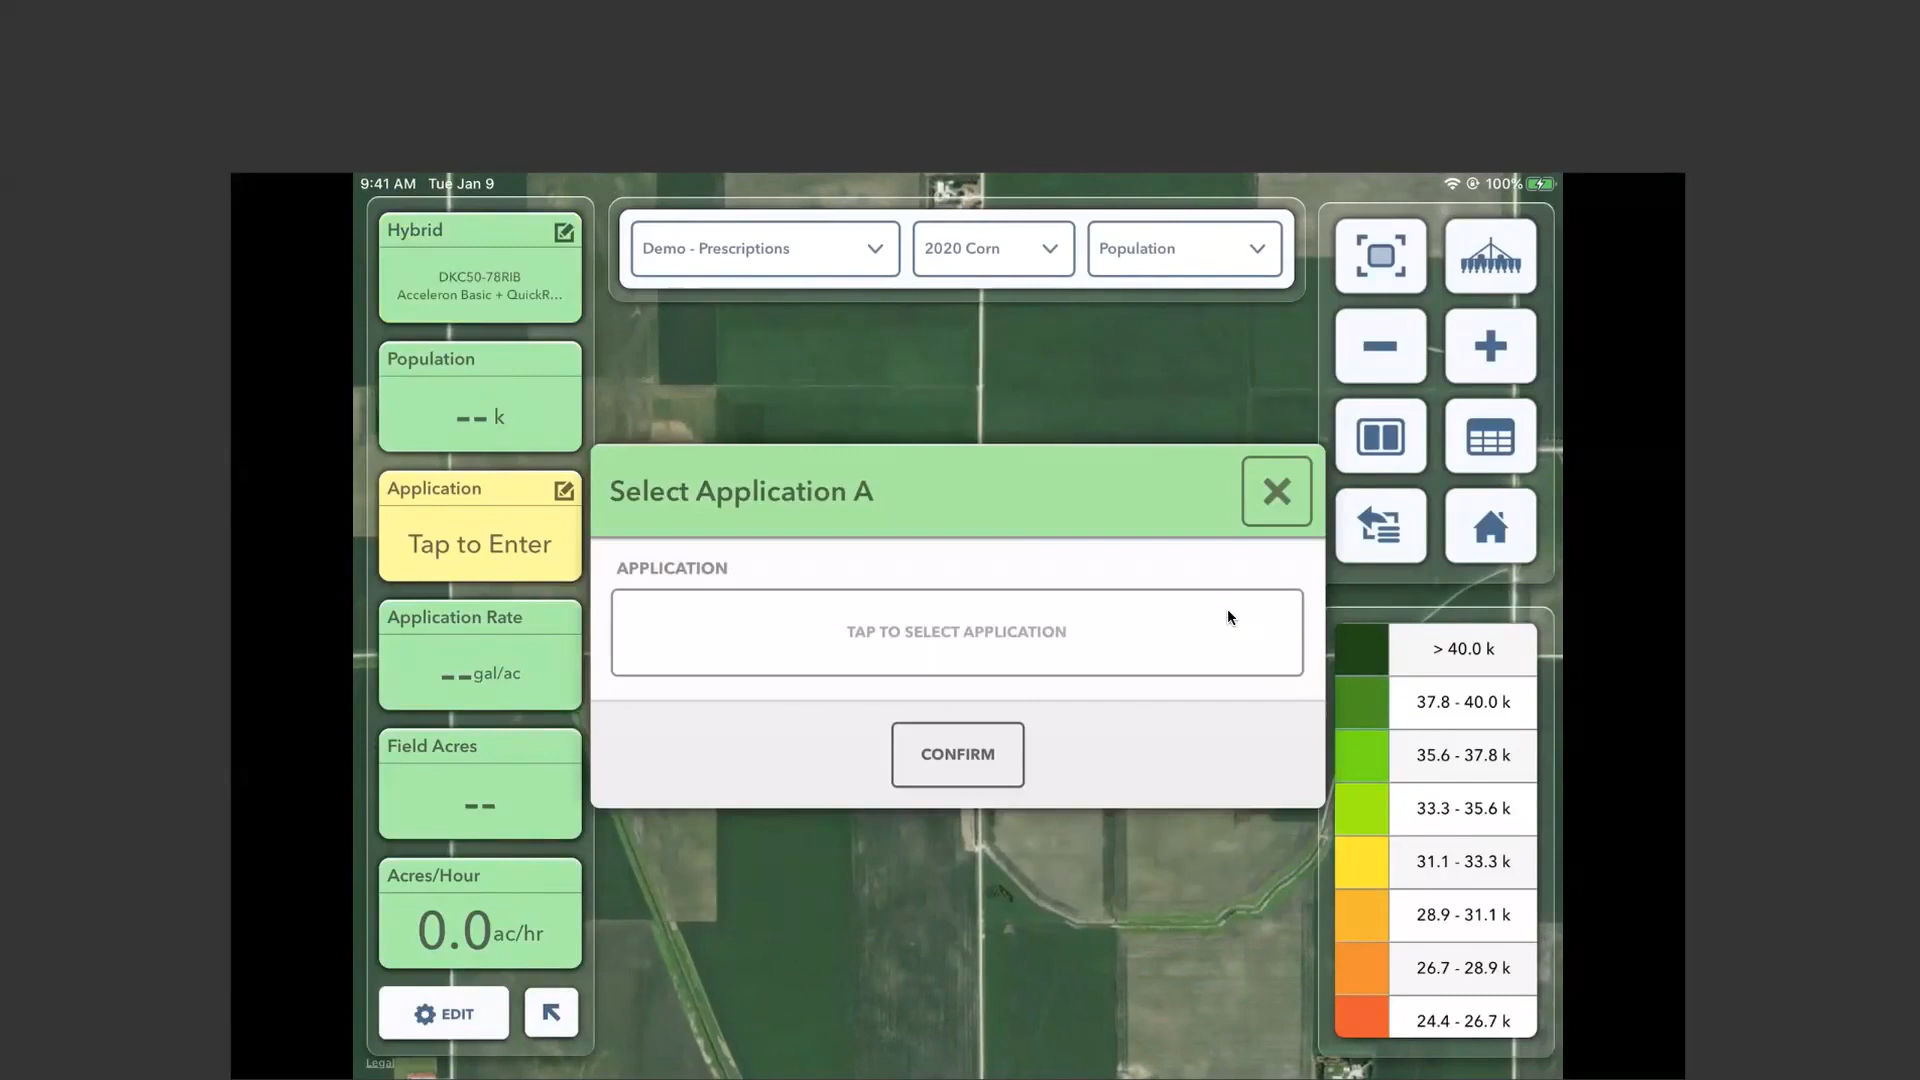 9:41 AM Tue Jan 9
100%
Hybrid
DKC50-78RIB
Acceleron Basic + QuickR...
Population
-- k
Application
Tap to Enter
Application Rate
--gal/ac
Field Acres
--
Acres/Hour
0.0ac/hr
EDIT
Legal
Demo - Prescriptions
2020 Corn
Population
Select Application A
APPLICATION
TAP TO SELECT APPLICATION
CONFIRM
> 40.0 k
37.8 - 40.0 k
35.6 - 37.8 k
33.3 - 35.6 k
31.1 - 33.3 k
28.9 - 31.1 k
26.7 - 28.9 k
24.4 - 26.7 k